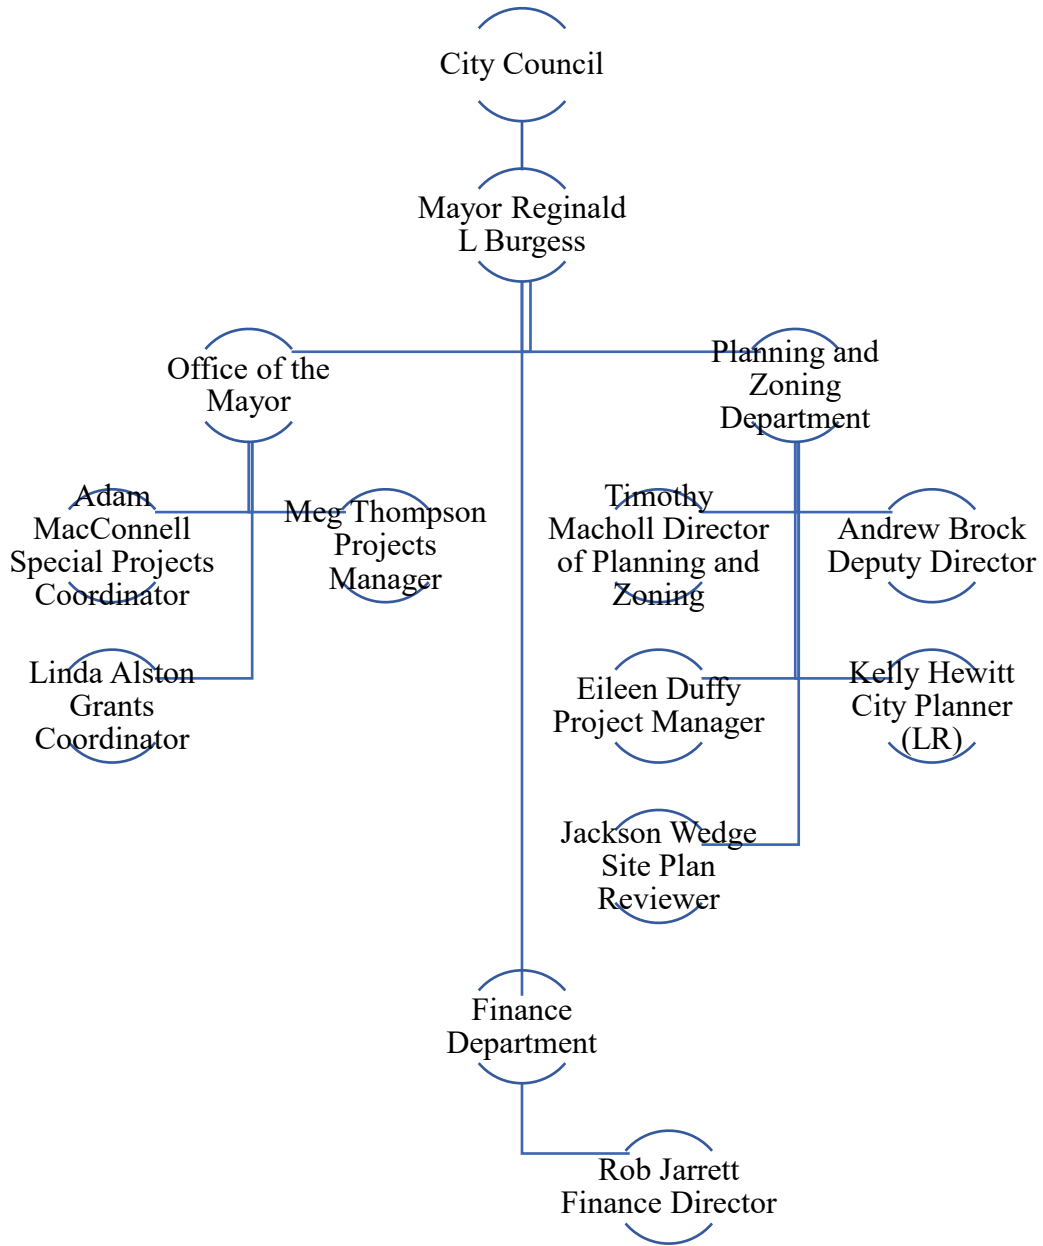 City Council
Mayor Reginald
L Burgess
Office of the
Mayor
Planning and
Zoning
Department
Adam
MacConnell
Special Projects
Coordinator
Meg Thompson
Projects
Manager
Timothy
Macholl Director
of Planning and
Zoning
Andrew Brock
Deputy Director
Linda Alston
Grants
Coordinator
Eileen Duffy
Project Manager
Kelly Hewitt
City Planner
(LR)
Jackson Wedge
Site Plan
Reviewer
Finance
Department
Rob Jarrett
Finance Director